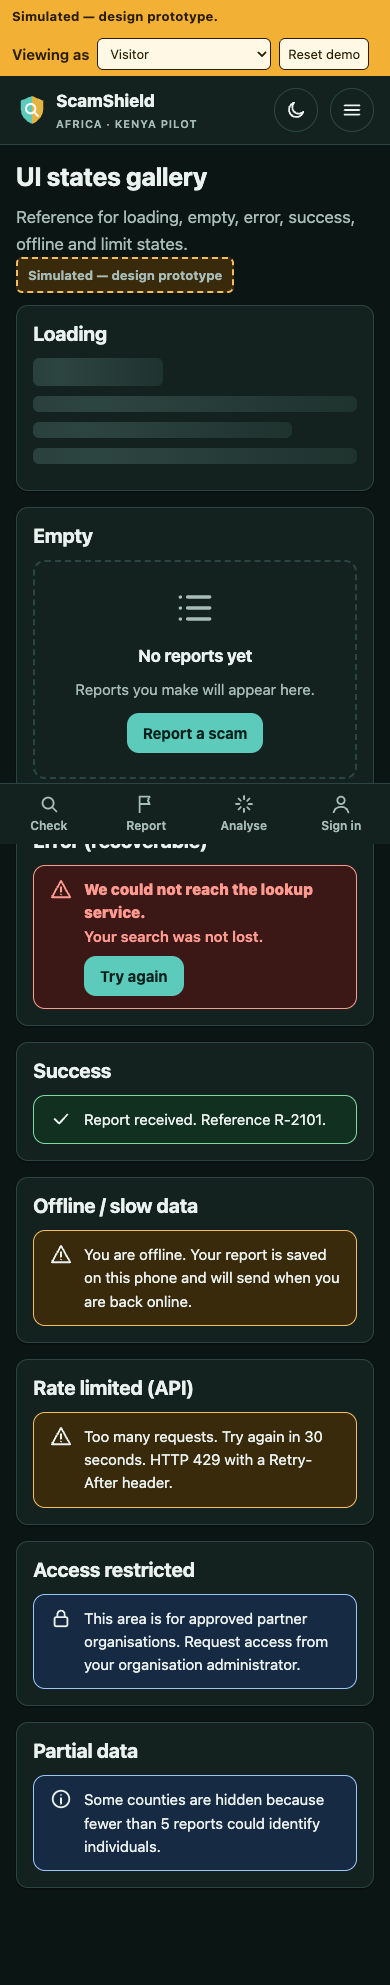 Simulated — design prototype.
Viewing as
Visitor
Reset demo
ScamShield
AFRICA · KENYA PILOT
UI states gallery
Reference for loading, empty, error, success,
offline and limit states.
Simulated — design prototype
Loading
Empty
No reports yet
Reports you make will appear here.
Report a scam
Check
Report
Analyse
Sign in
Error (recoverable)
We could not reach the lookup
service.
Your search was not lost.
Try again
Success
Report received. Reference R-2101.
Offline / slow data
You are offline. Your report is saved
on this phone and will send when you
are back online.
Rate limited (API)
Too many requests. Try again in 30
seconds. HTTP 429 with a Retry-
After header.
Access restricted
This area is for approved partner
organisations. Request access from
your organisation administrator.
Partial data
Some counties are hidden because
fewer than 5 reports could identify
individuals.